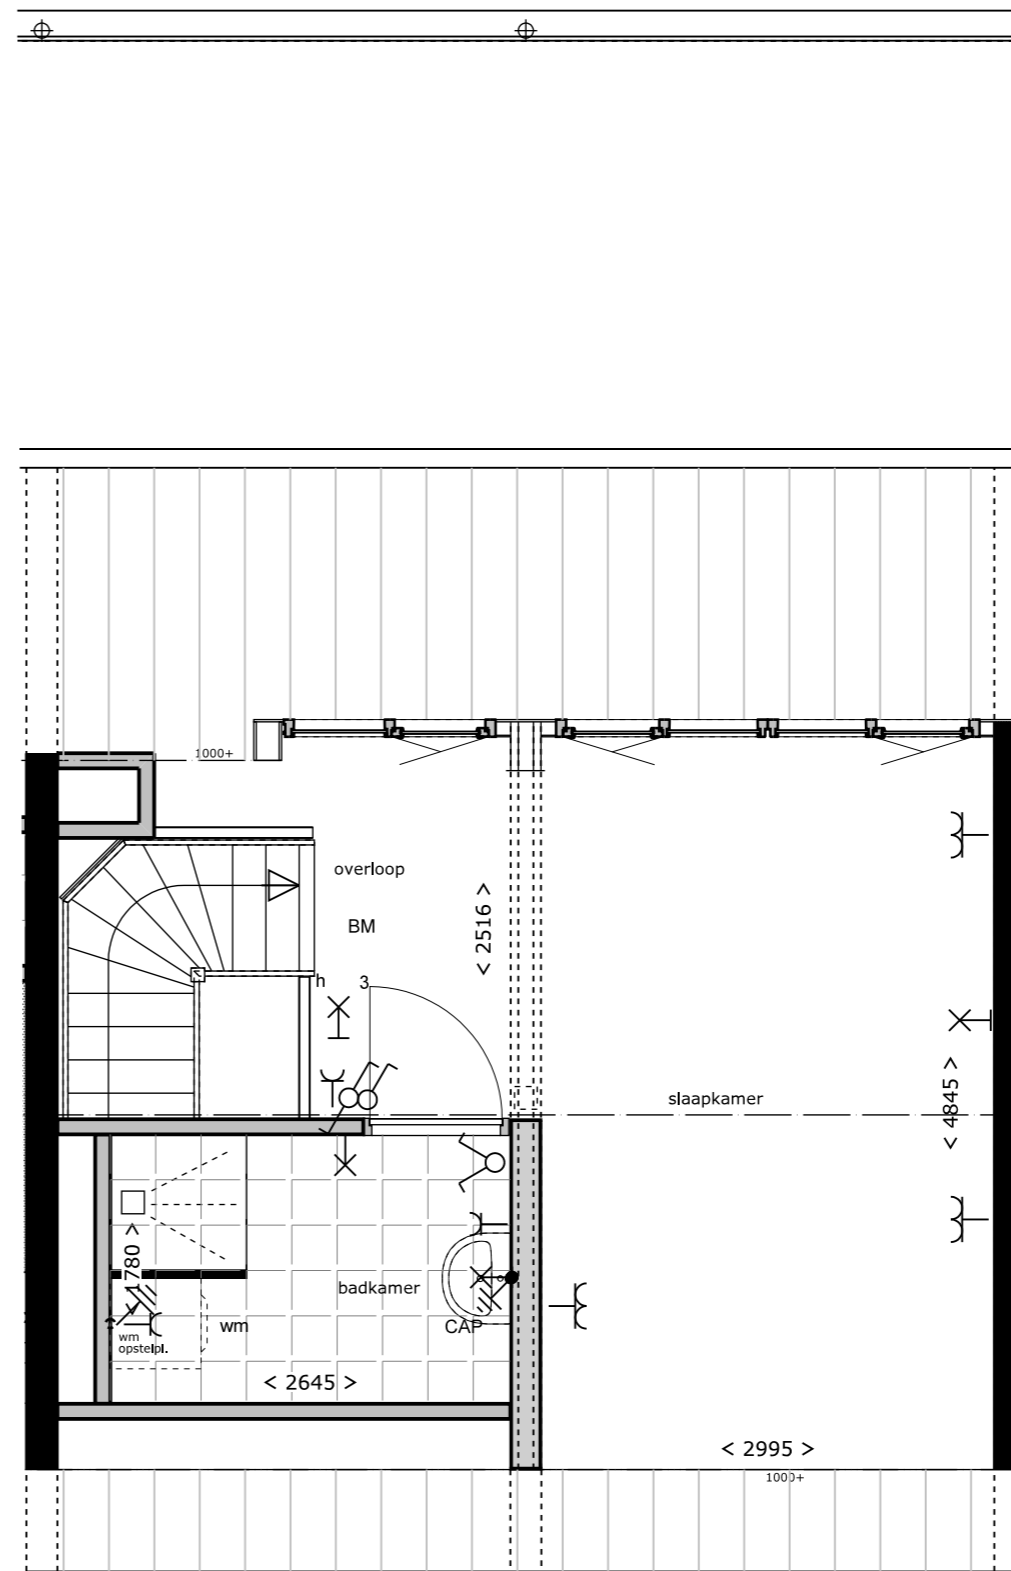 1000+
overloop
BM
< 2516 >
h
3
slaapkamer
< 4845 >
< 1780 >
badkamer
wm
CAP
wm
opstelpl.
< 2645 >
< 2995 >
1000+